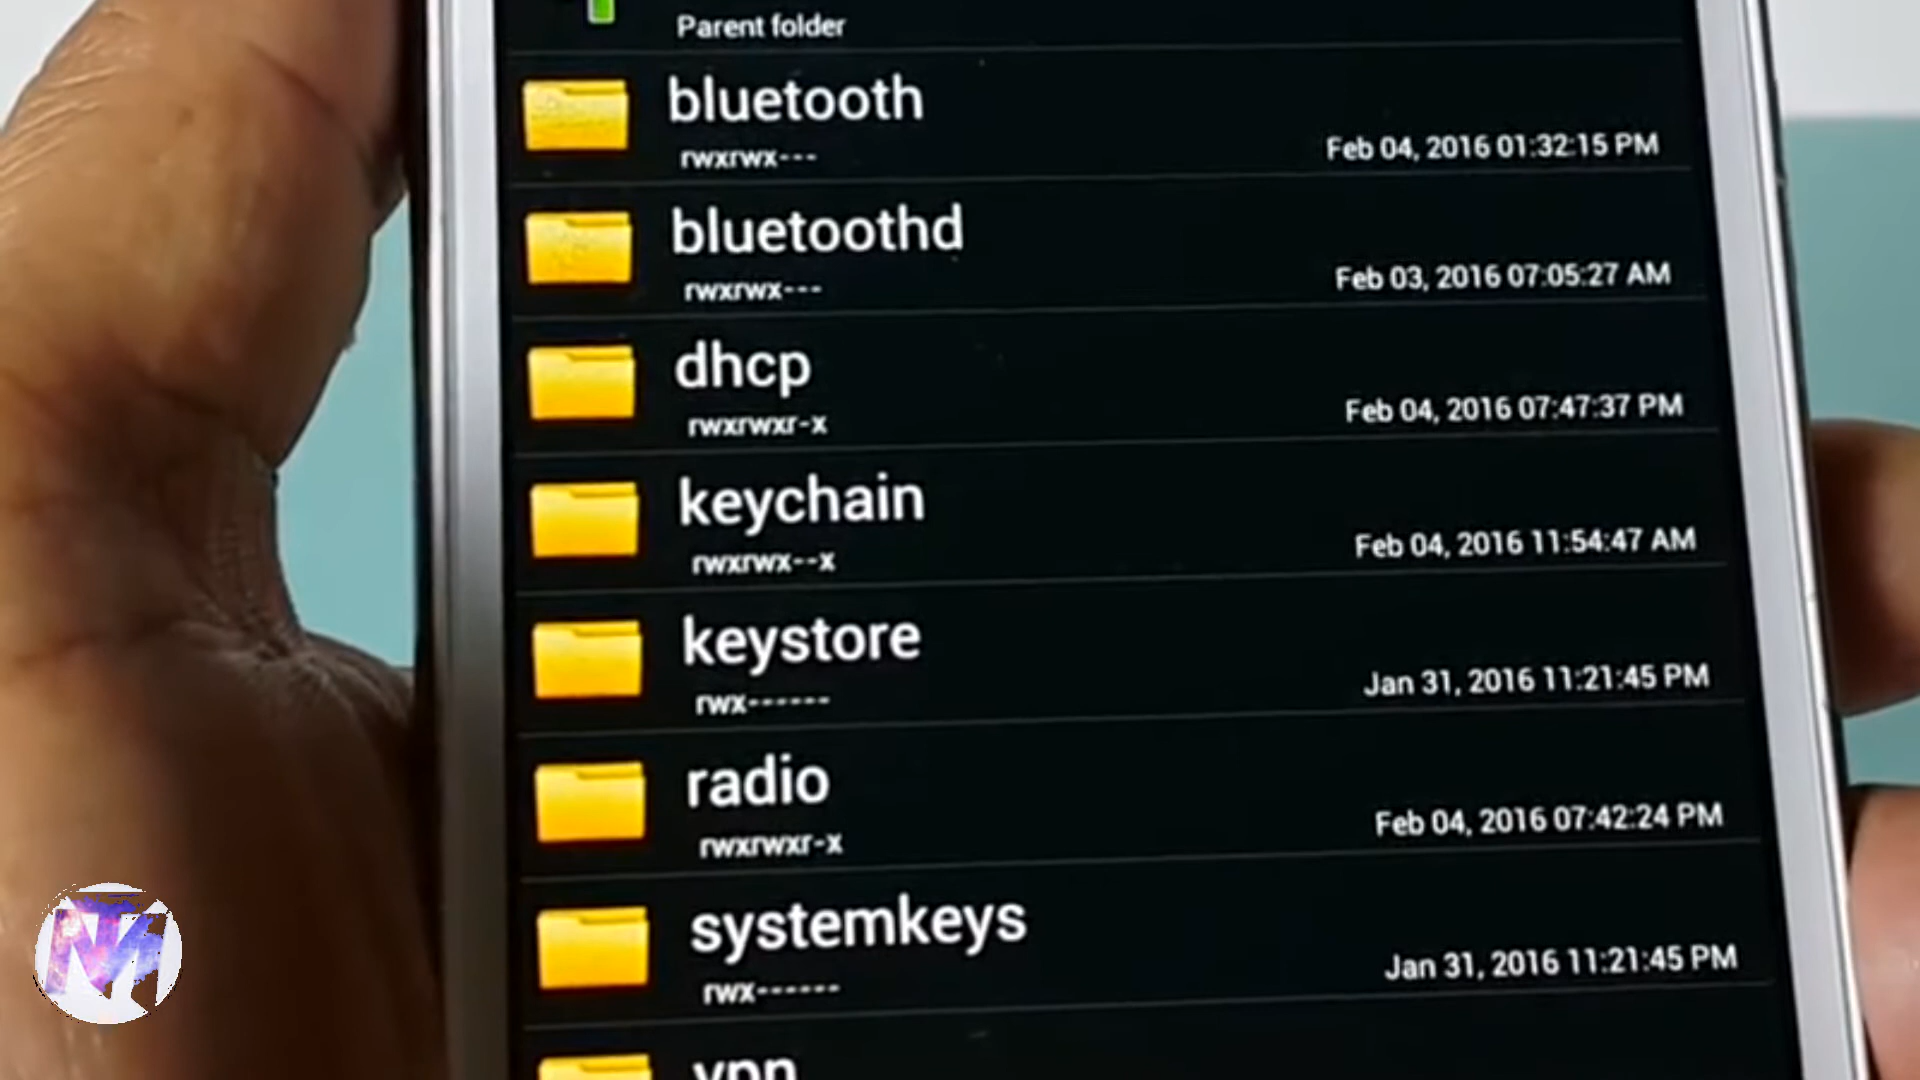 Parent folder
bluetooth
rwxrwx---
Feb 04, 2016 01:32:15 PM
bluetoothd
rwxrwx---
Feb 03, 2016 07:05:27 AM
dhcp
rwxrwxr-x
Feb 04, 2016 07:47:37 PM
keychain
rwxrwx--x
Feb 04, 2016 11:54:47 AM
keystore
rwx------
Jan 31, 2016 11:21:45 PM
radio
rwxrwxr-x
Feb 04, 2016 07:42:24 PM
systemkeys
rwx------
Jan 31, 2016 11:21:45 PM
vpn